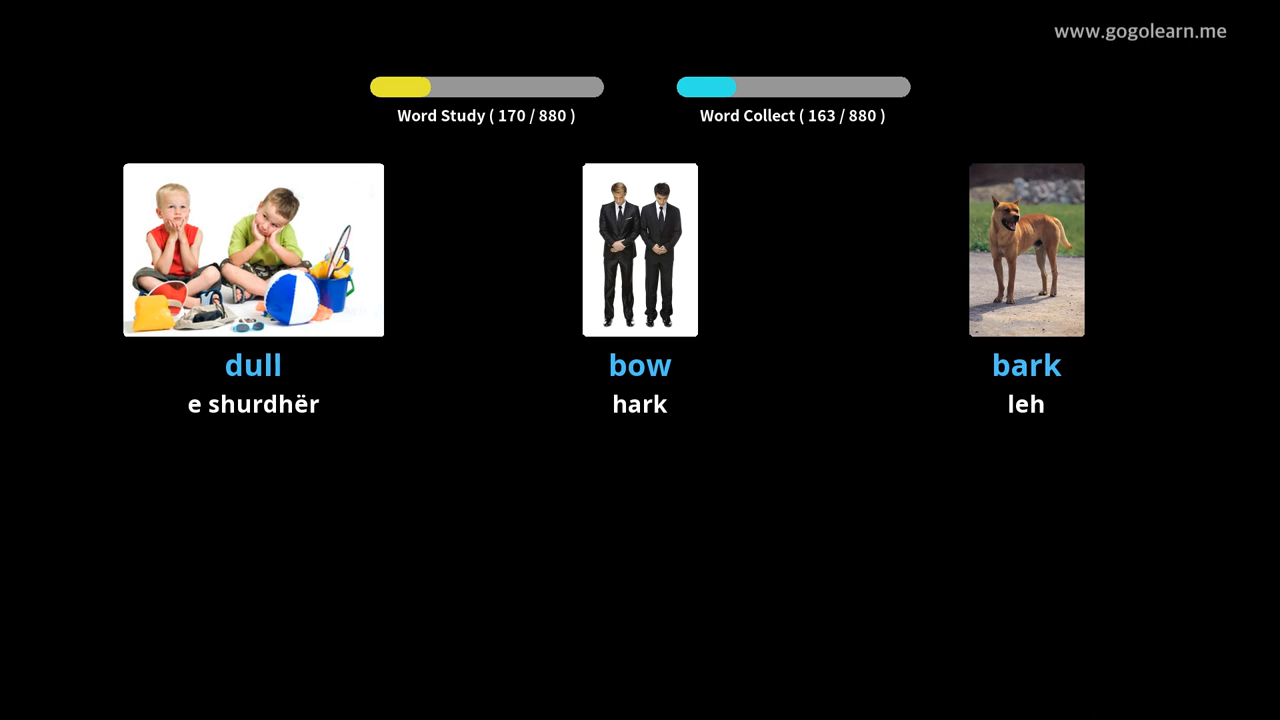 www.gogolearn.me
Word Study ( 170 / 880 )
Word Collect ( 163 / 880 )
dull
e shurdhër
bow
hark
bark
leh